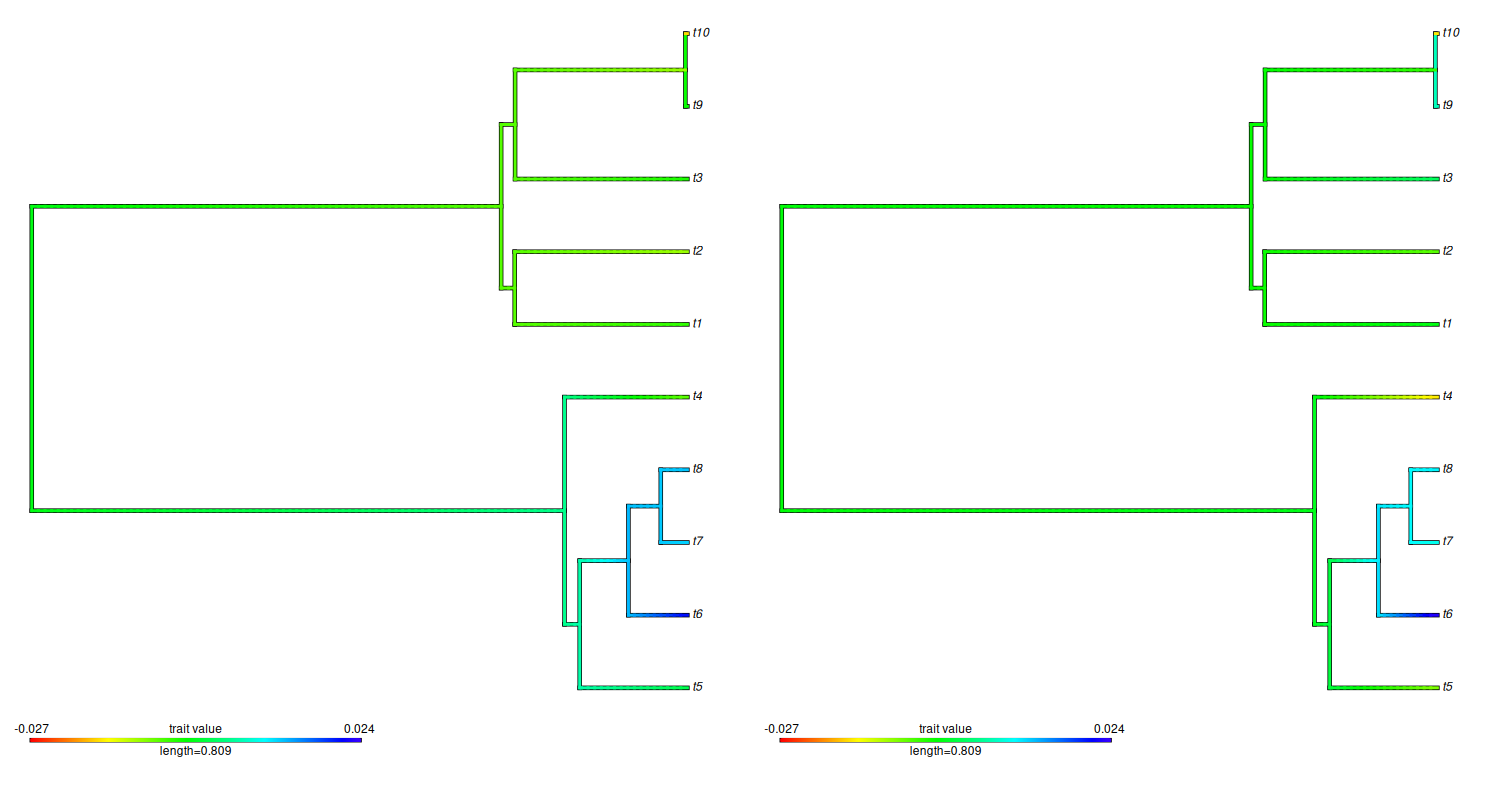 t10
t9
t3
t2
t1
t4
t8
t7
t6
t5
-0.027 trait value 0.024
length=0.809
t10
t9
t3
t2
t1
t4
t8
t7
t6
t5
-0.027 trait value 0.024
length=0.809